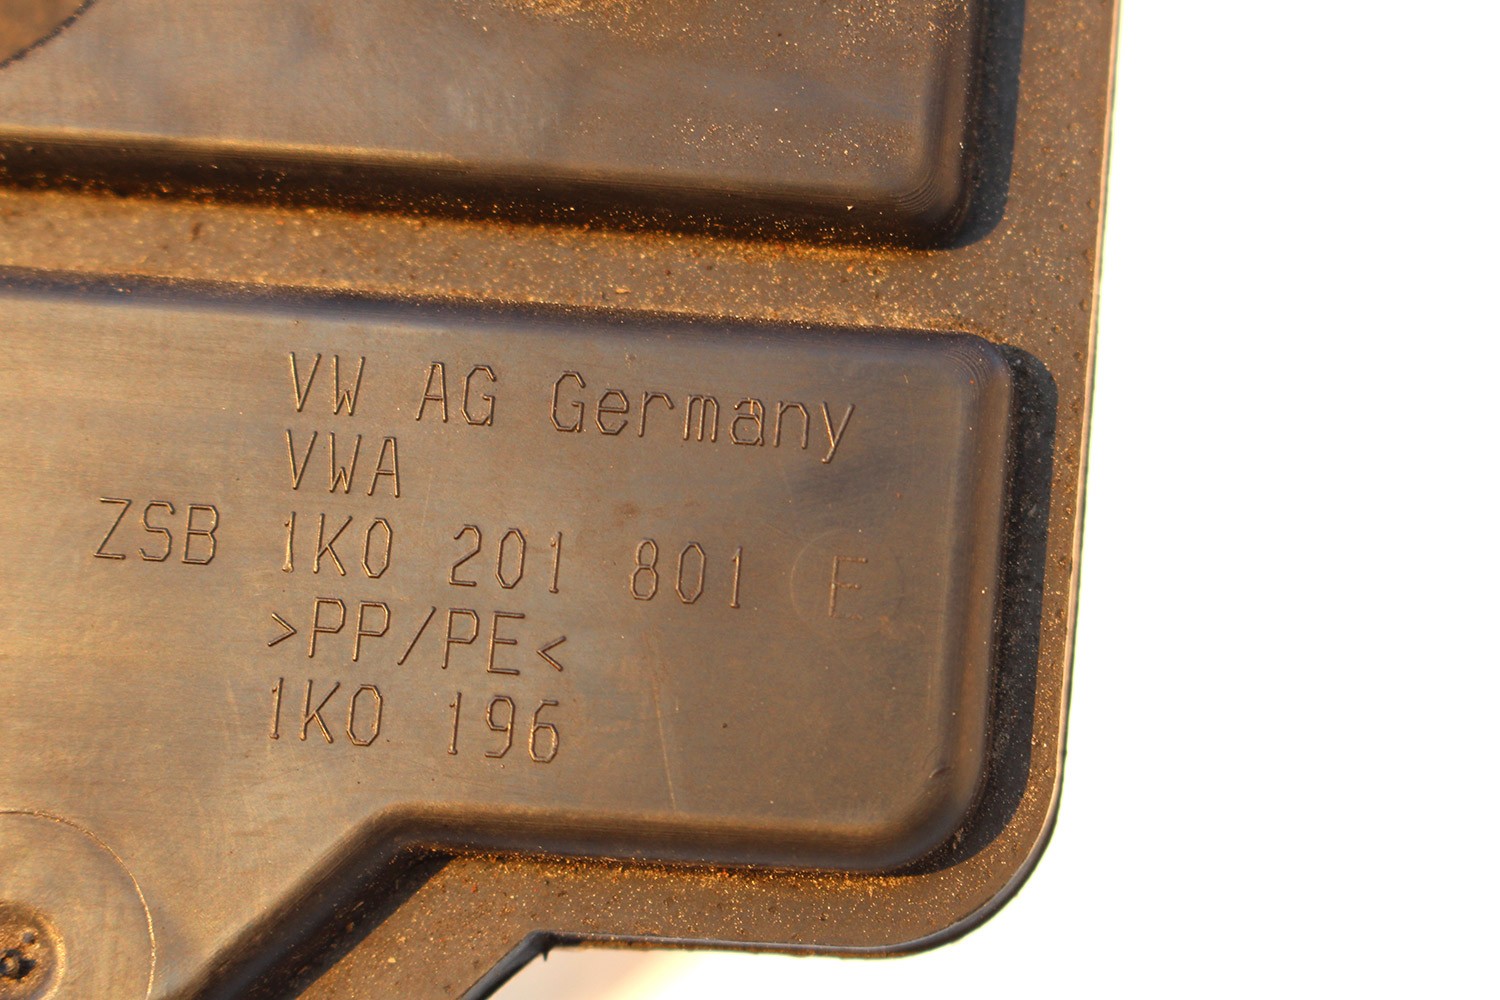 VW AG Germany
VWA
ZSB 1K0 201 801 E
>PP/PE<
1K0 196